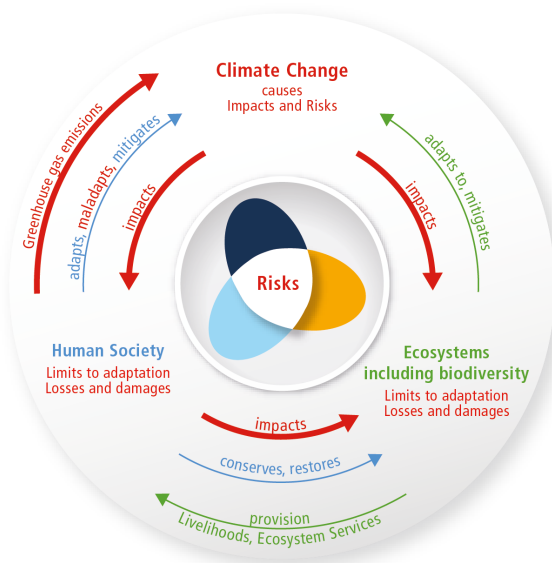 Climate Change
causes
Impacts and Risks
Greenhouse gas emissions
adapts, maladapts, mitigates
impacts
impacts
adapts to, mitigates
Risks
Human Society
Limits to adaptation
Losses and damages
Ecosystems
including biodiversity
Limits to adaptation
Losses and damages
impacts
conserves, restores
provision
Livelihoods, Ecosystem Services